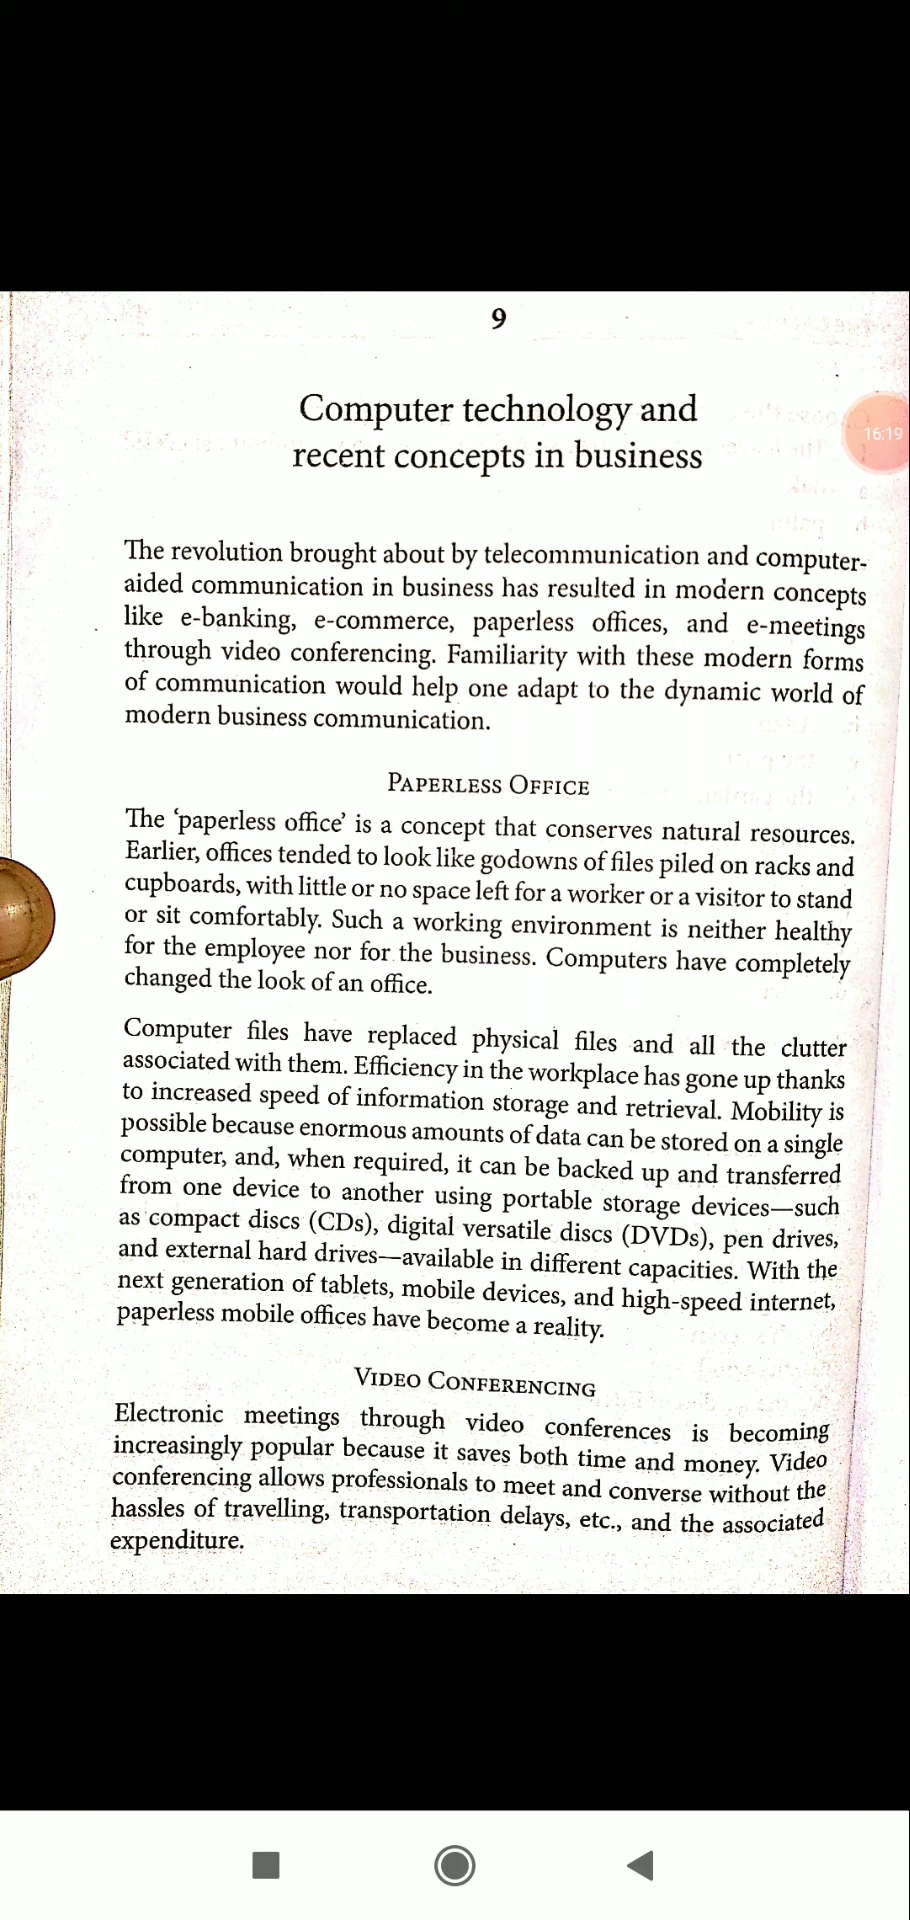 9
Computer technology and
recent concepts in business
16:19
The revolution brought about by telecommunication and computer-
aided communication in business has resulted in modern concepts
like e-banking, e-commerce, paperless offices, and e-meetings
through video conferencing. Familiarity with these modern forms
of communication would help one adapt to the dynamic world of
modern business communication.
PAPERLESS OFFICE
The ‘paperless office’ is a concept that conserves natural resources.
Earlier, offices tended to look like godowns of files piled on racks and
cupboards, with little or no space left for a worker or a visitor to stand
or sit comfortably. Such a working environment is neither healthy
for the employee nor for the business. Computers have completely
changed the look of an office.
Computer files have replaced physical files and all the clutter
associated with them. Efficiency in the workplace has gone up thanks
to increased speed of information storage and retrieval. Mobility is
possible because enormous amounts of data can be stored on a single
computer, and, when required, it can be backed up and transferred
from one device to another using portable storage devices—such
as compact discs (CDs), digital versatile discs (DVDs), pen drives,
and external hard drives—available in different capacities. With the
next generation of tablets, mobile devices, and high-speed internet,
paperless mobile offices have become a reality.
VIDEO CONFERENCING
Electronic meetings through video conferences is becoming
increasingly popular because it saves both time and money. Video
conferencing allows professionals to meet and converse without the
hassles of travelling, transportation delays, etc., and the associated
expenditure.